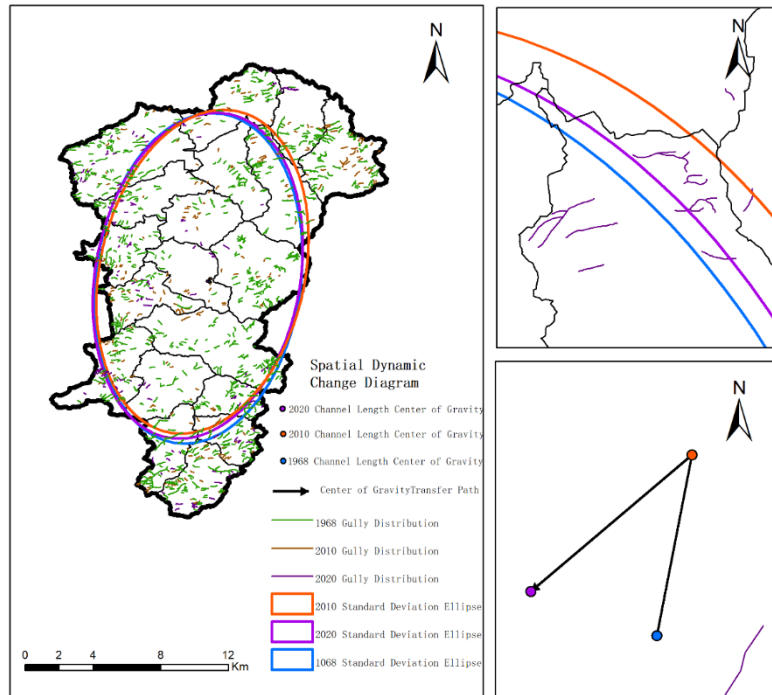 N
Spatial Dynamic
Change Diagram
2020 Channel Length Center of Gravity
2010 Channel Length Center of Gravity
1968 Channel Length Center of Gravity
Center of GravityTransfer Path
1968 Gully Distribution
2010 Gully Distribution
2020 Gully Distribution
2010 Standard Deviation Ellipse
2020 Standard Deviation Ellipse
1068 Standard Deviation Ellipse
0 2 4 8 12
Km
N
N